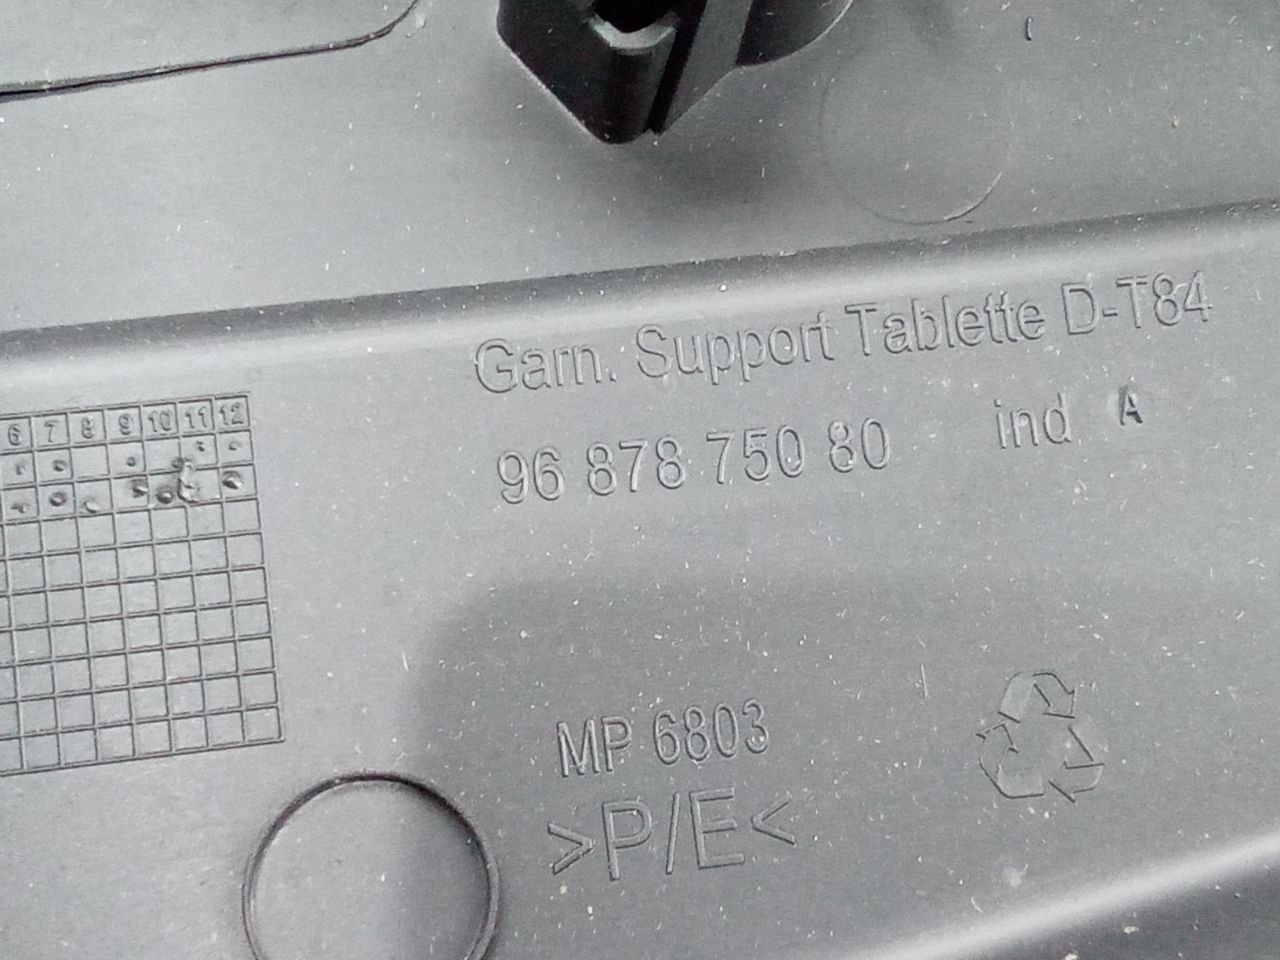 Garn. Support Tablette D-T84
96 878 750 80 ind A
6 7 8 9 10 11 12
MP 6803
>P/E<